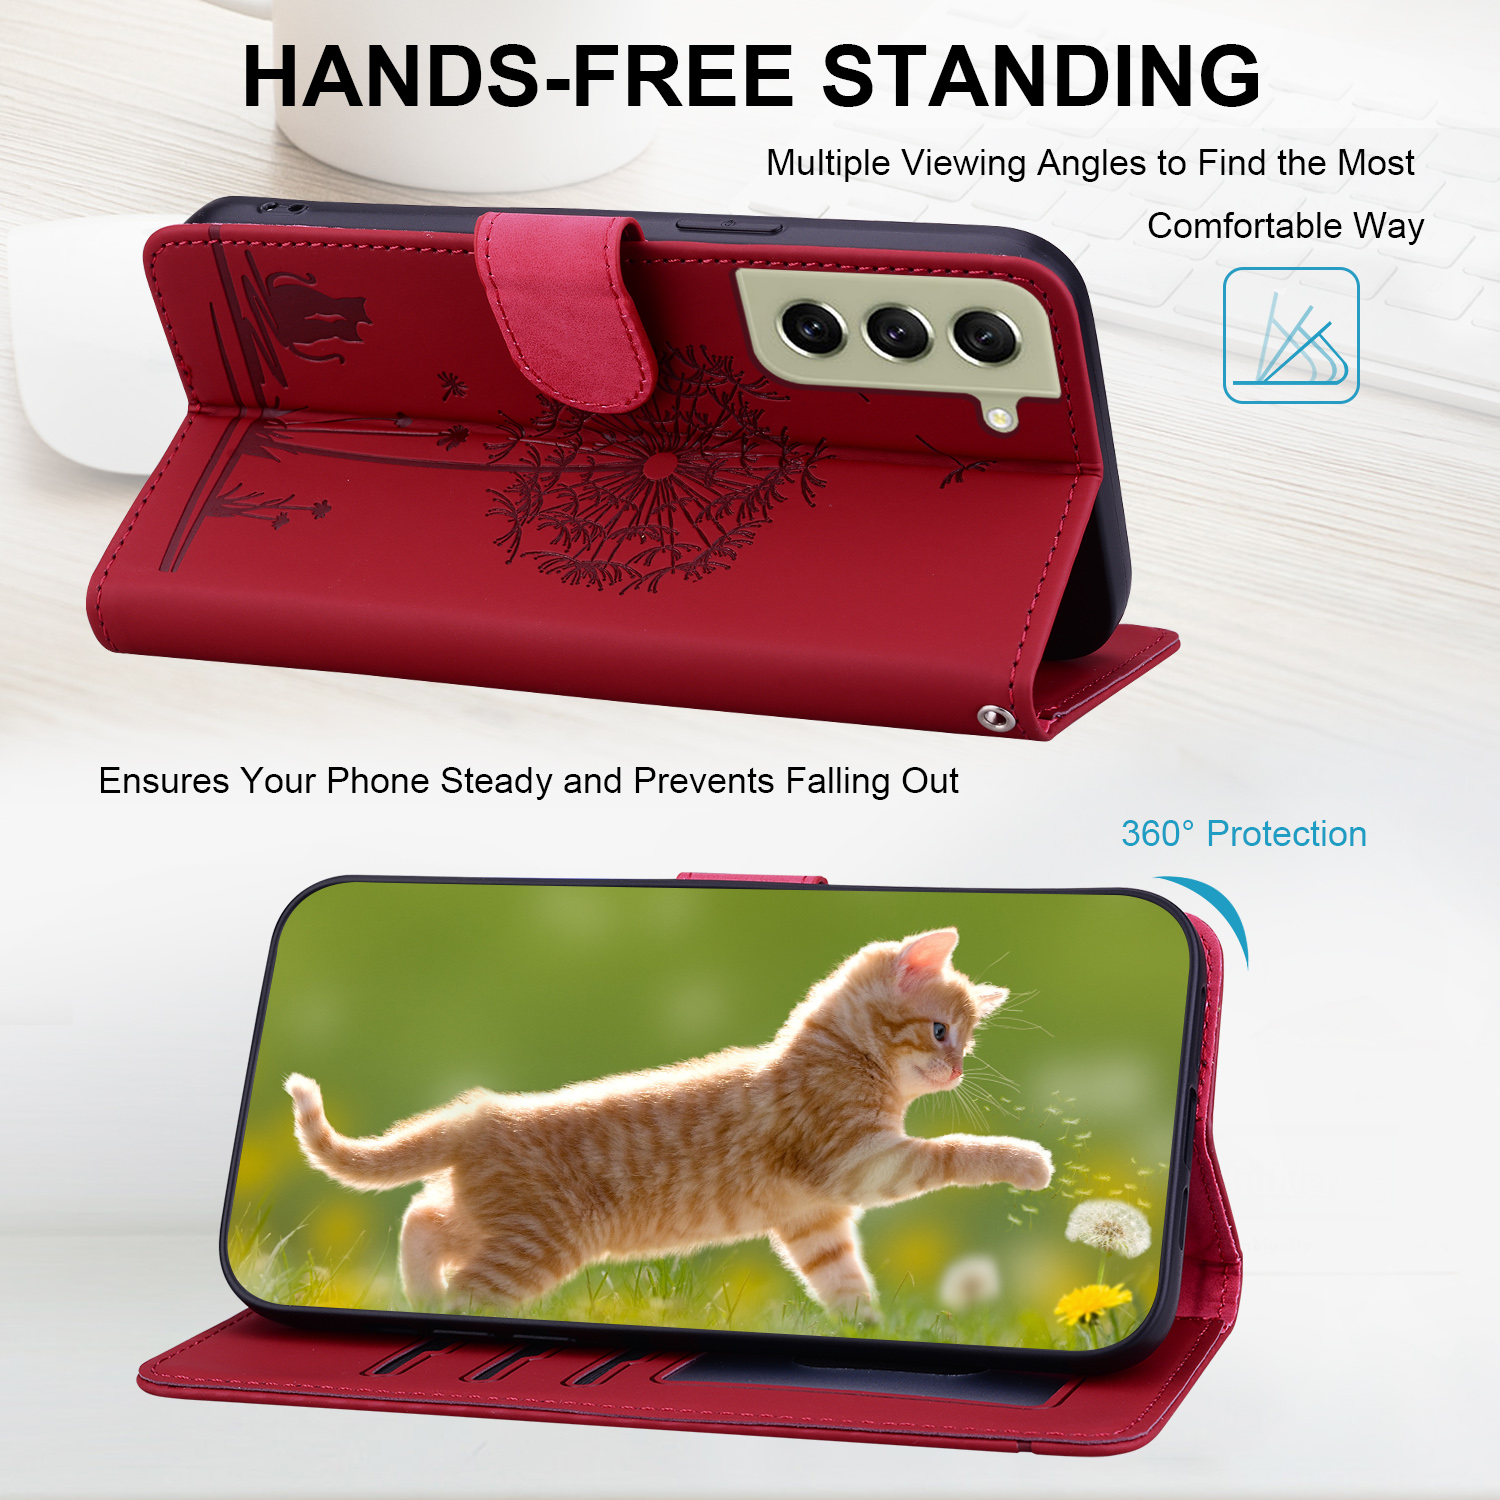 HANDS-FREE STANDING
Multiple Viewing Angles to Find the Most
Comfortable Way
Ensures Your Phone Steady and Prevents Falling Out
360° Protection